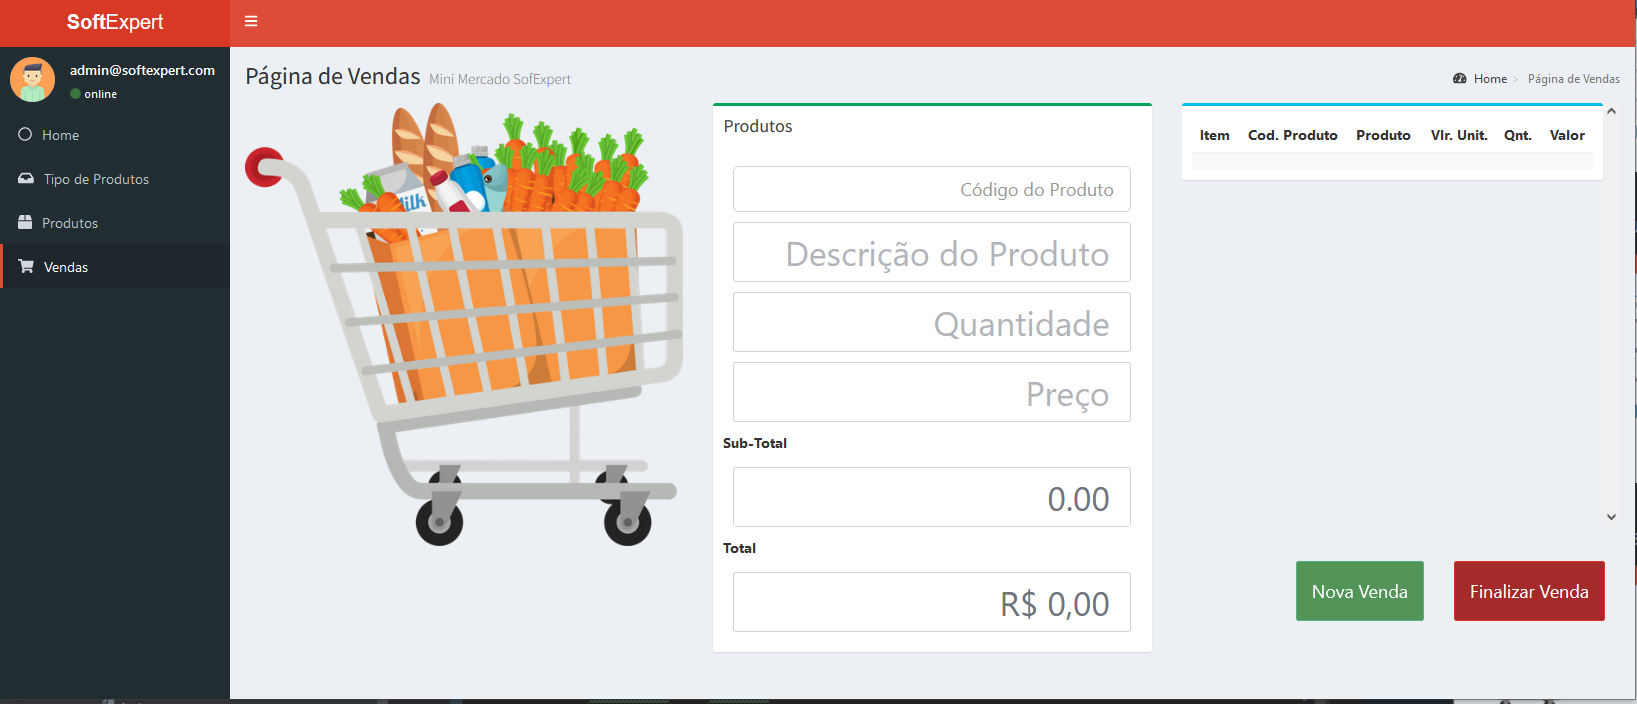 SoftExpert
admin@softexpert.com
online
Home
Tipo de Produtos
Produtos
Vendas
Página de Vendas Mini Mercado SofExpert
Home > Página de Vendas
Milk
Produtos
Código do Produto
Descrição do Produto
Quantidade
Preço
Sub-Total
0.00
Total
R$ 0,00
Item Cod. Produto Produto Vlr. Unit. Qnt. Valor
Nova Venda
Finalizar Venda